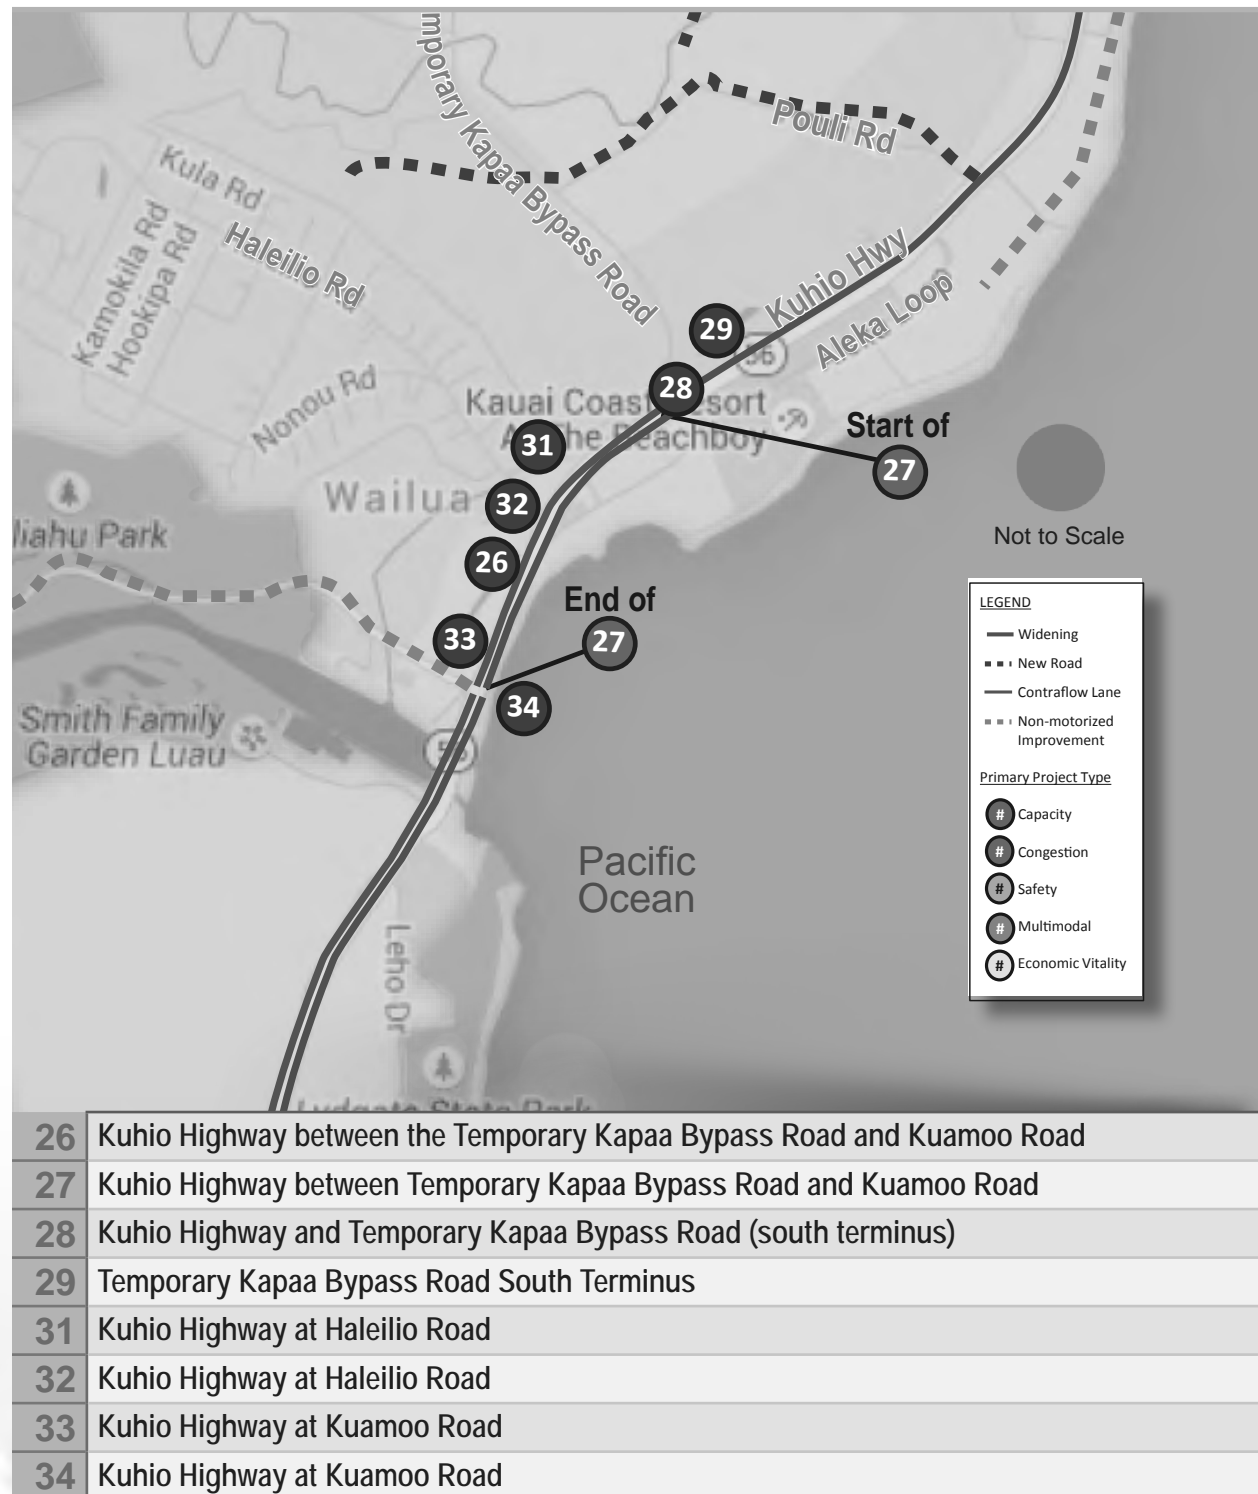 mporary Kapaa Bypass Road
Pouli Rd
Kula Rd
Haleilio Rd
Kamokila Rd
Hookipa Rd
Nonou Rd
Kuhio Hwy
Aleka Loop
29
56
28
Kauai Coast Resort
At The Beachboy
Start of
27
31
Wailua
32
liahu Park
Not to Scale
26
End of
27
33
34
Smith Family
Garden Luau
56
Pacific
Ocean
Leho Dr
Lydgate State Park
LEGEND
Widening
New Road
Contraflow Lane
Non-motorized
Improvement
Primary Project Type
# Capacity
# Congestion
# Safety
# Multimodal
# Economic Vitality
26 Kuhio Highway between the Temporary Kapaa Bypass Road and Kuamoo Road
27 Kuhio Highway between Temporary Kapaa Bypass Road and Kuamoo Road
28 Kuhio Highway and Temporary Kapaa Bypass Road (south terminus)
29 Temporary Kapaa Bypass Road South Terminus
31 Kuhio Highway at Haleilio Road
32 Kuhio Highway at Haleilio Road
33 Kuhio Highway at Kuamoo Road
34 Kuhio Highway at Kuamoo Road